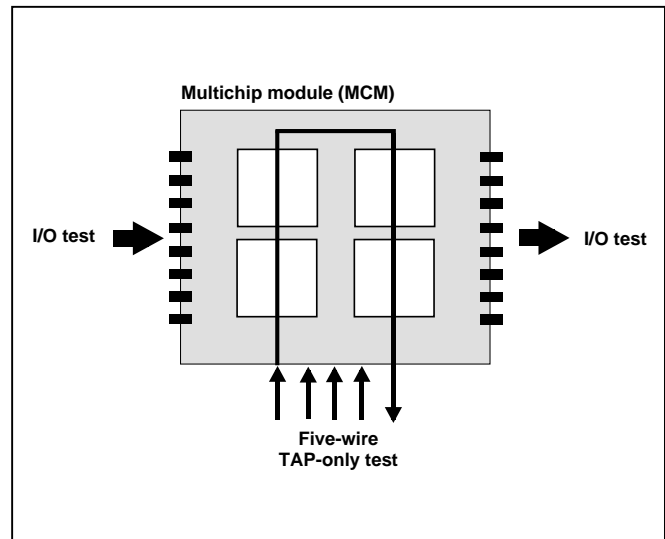 Multichip module (MCM)
I/O test
I/O test
Five-wire
TAP-only test